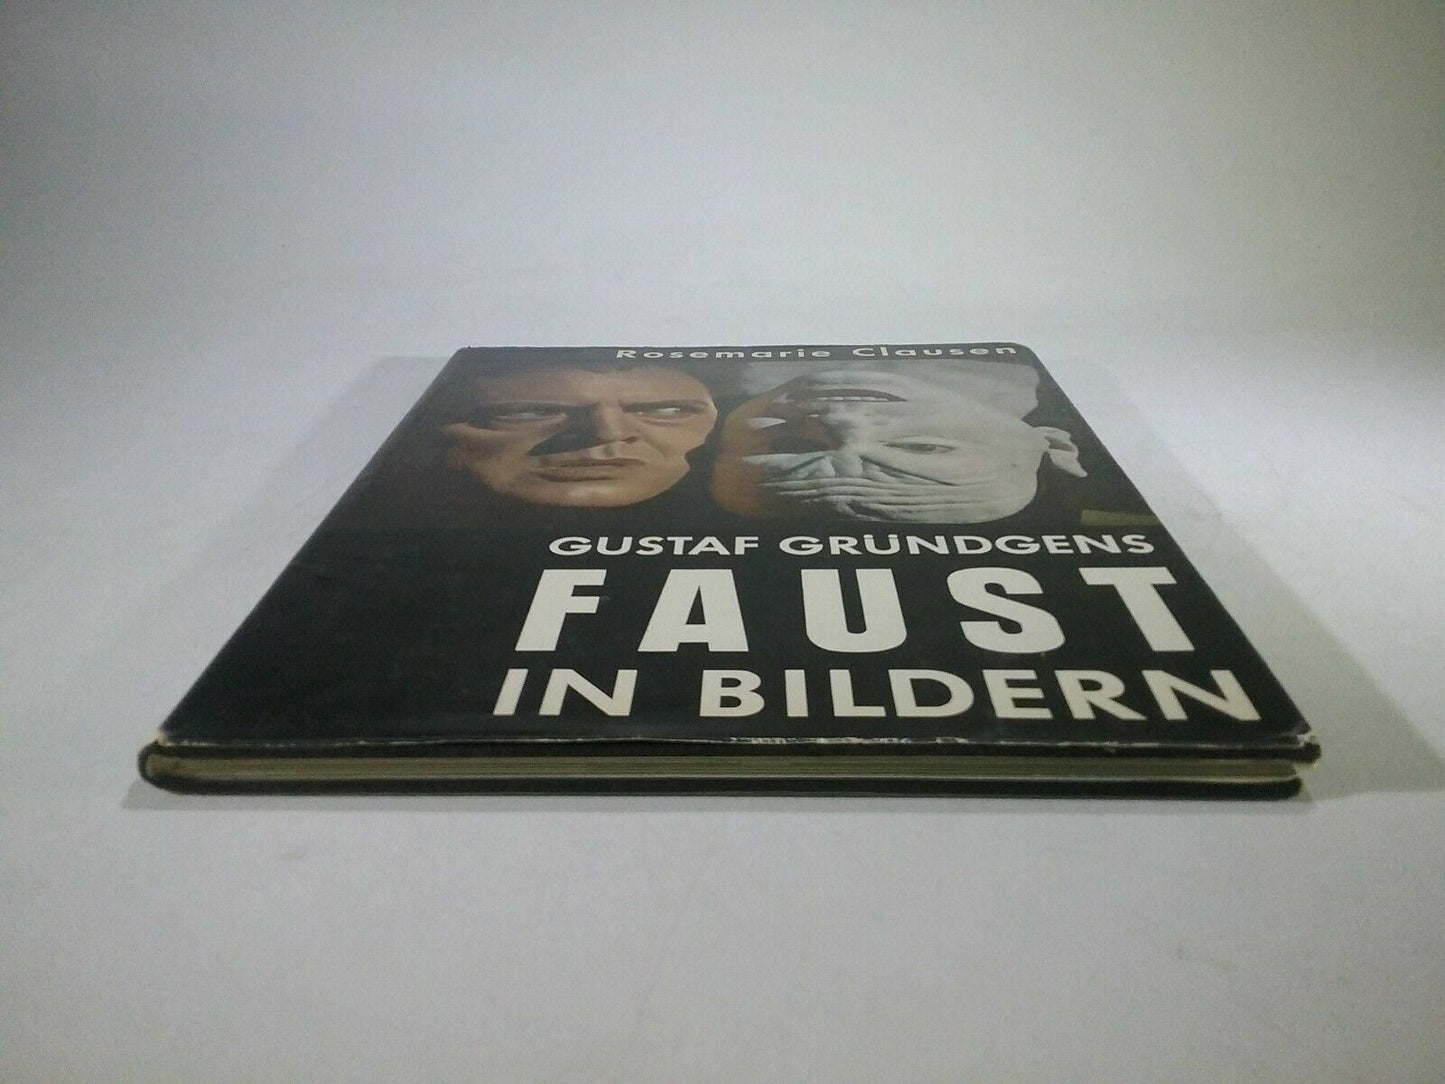 Rosemarie Clausen
GUSTAF GRÜNDGENS
FAUST
IN BILDERN